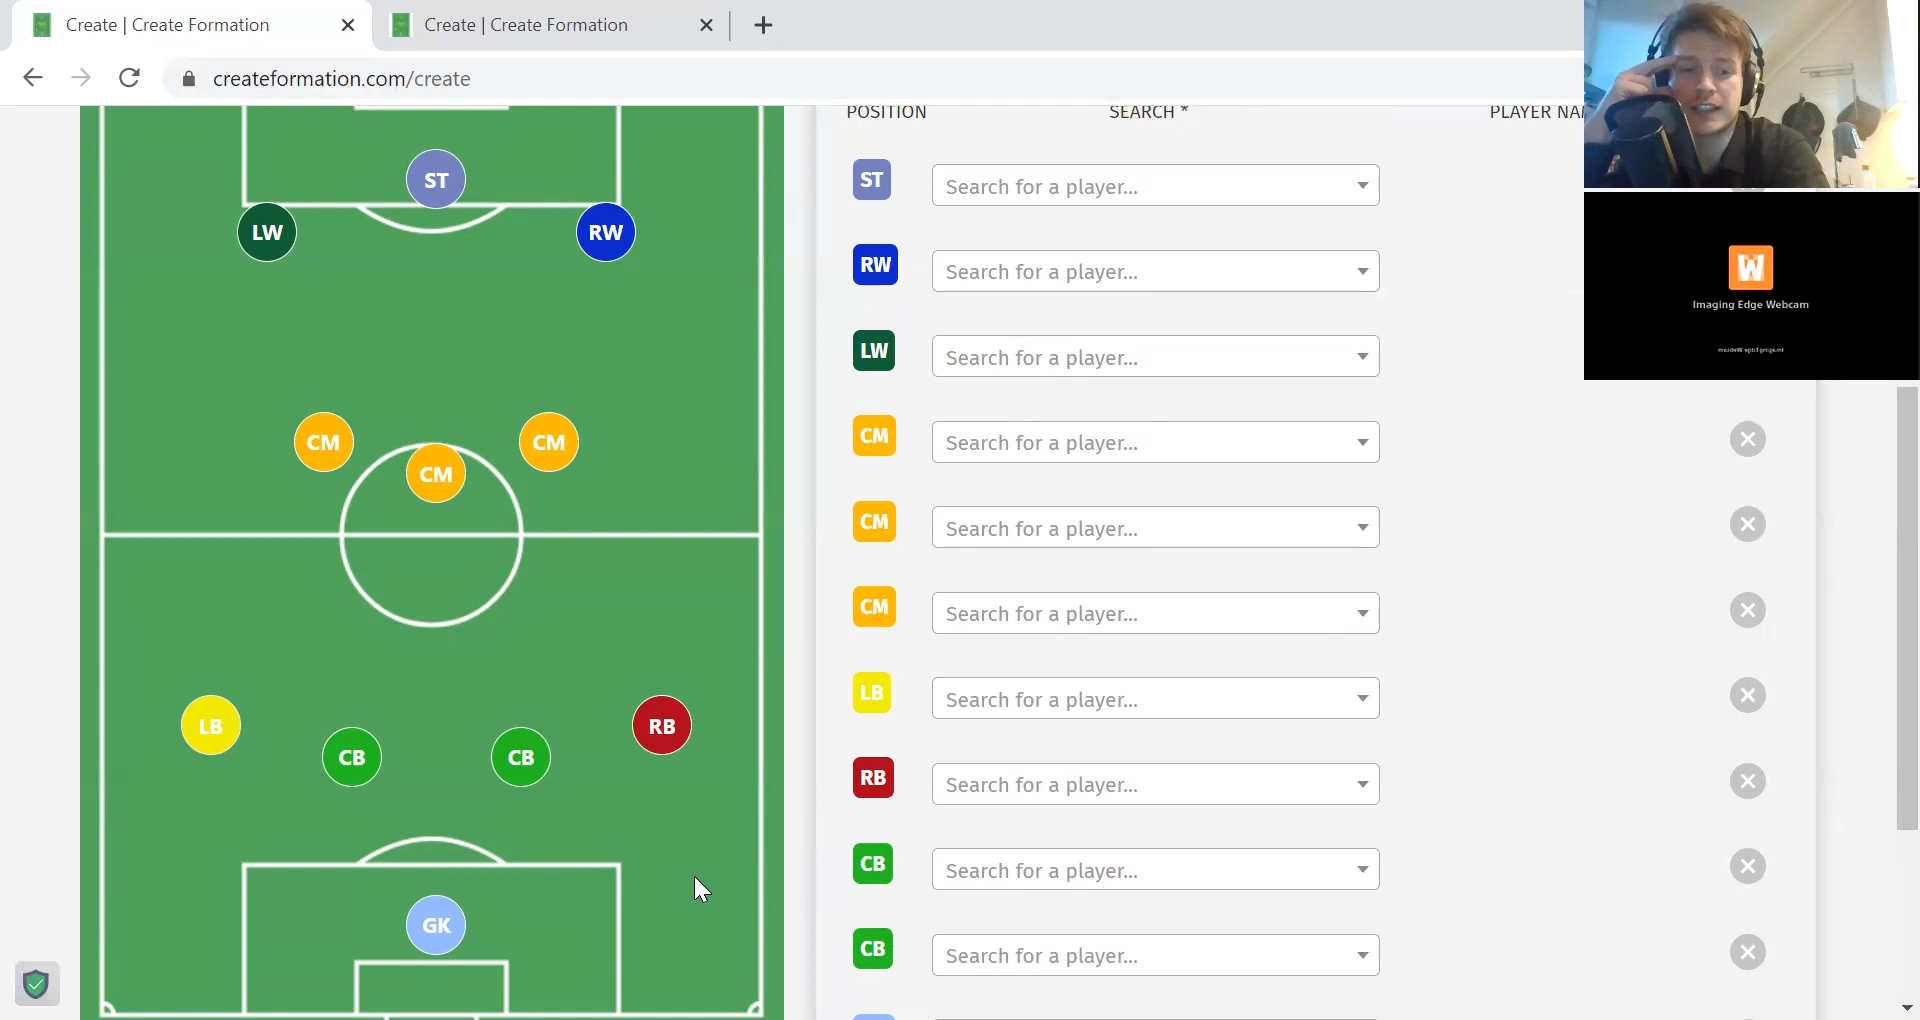 Create | Create Formation
Create | Create Formation
createformation.com/create
POSITION
SEARCH *
PLAYER NA
ST
LW
RW
CM
CM
CM
LB
RB
CB
CB
GK
ST
Search for a player...
RW
Search for a player...
LW
Search for a player...
CM
Search for a player...
CM
Search for a player...
CM
Search for a player...
LB
Search for a player...
RB
Search for a player...
CB
Search for a player...
CB
Search for a player...
W
Imaging Edge Webcam
Imaging Edge Webcam